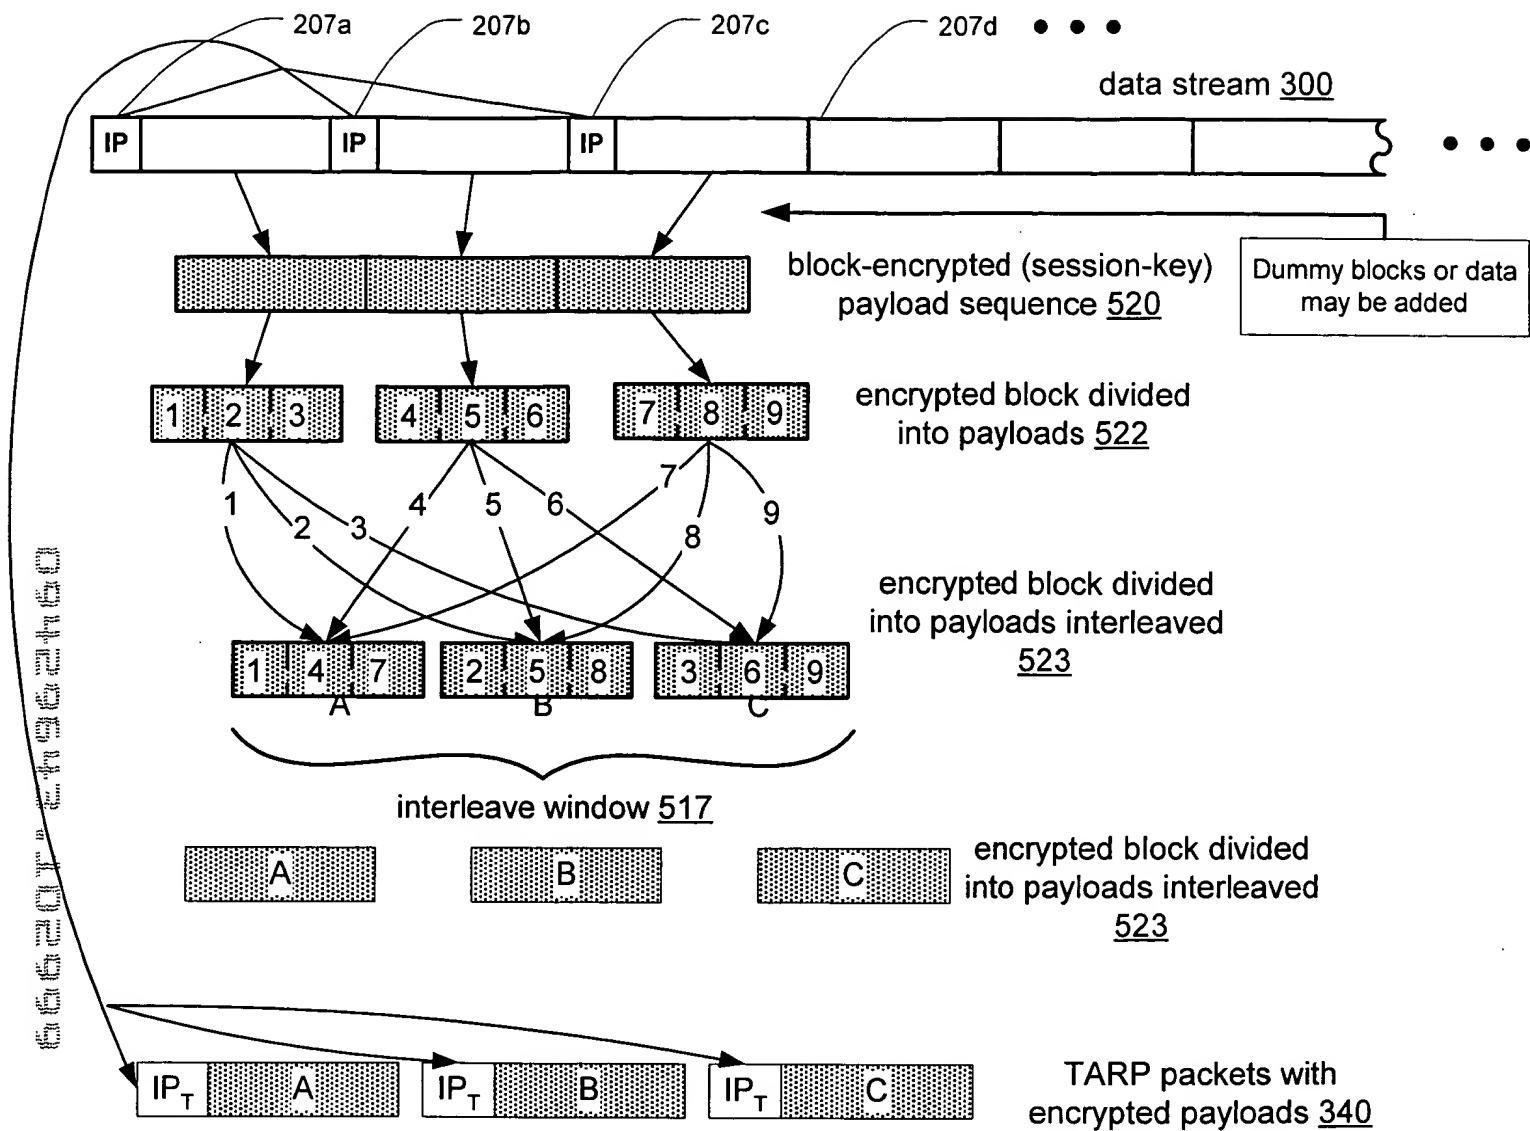 207a
207b
207c
207d
data stream 300
IP
IP
IP
block-encrypted (session-key)
payload sequence 520
Dummy blocks or data
may be added
1 2 3
4 5 6
7 8 9
encrypted block divided
into payloads 522
1
2
3
4
5
6
7
8
9
encrypted block divided
into payloads interleaved
523
1 4 7
2 5 8
3 6 9
A
B
C
interleave window 517
A
B
C
encrypted block divided
into payloads interleaved
523
IPT A
IPT B
IPT C
TARP packets with
encrypted payloads 340
09429643.102999